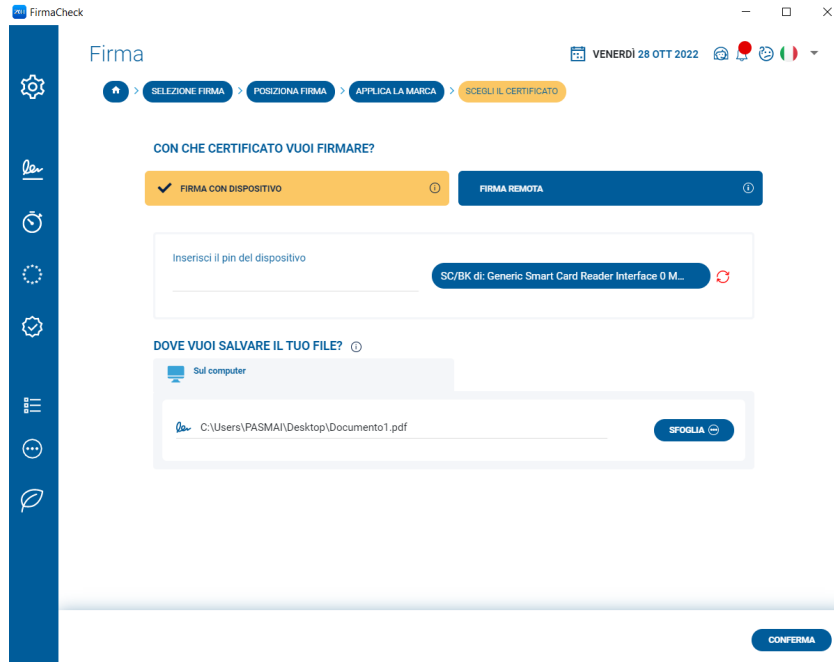 FirmaCheck
Firma
VENERDÌ 28 OTT 2022
> SELEZIONE FIRMA > POSIZIONA FIRMA > APPLICA LA MARCA > SCEGLI IL CERTIFICATO
CON CHE CERTIFICATO VUOI FIRMARE?
FIRMA CON DISPOSITIVO
FIRMA REMOTA
Inserisci il pin del dispositivo
SC/BK di: Generic Smart Card Reader Interface 0 M...
DOVE VUOI SALVARE IL TUO FILE?
Sul computer
C:\Users\PASMAI\Desktop\Documento1.pdf
SFOGLIA
CONFERMA